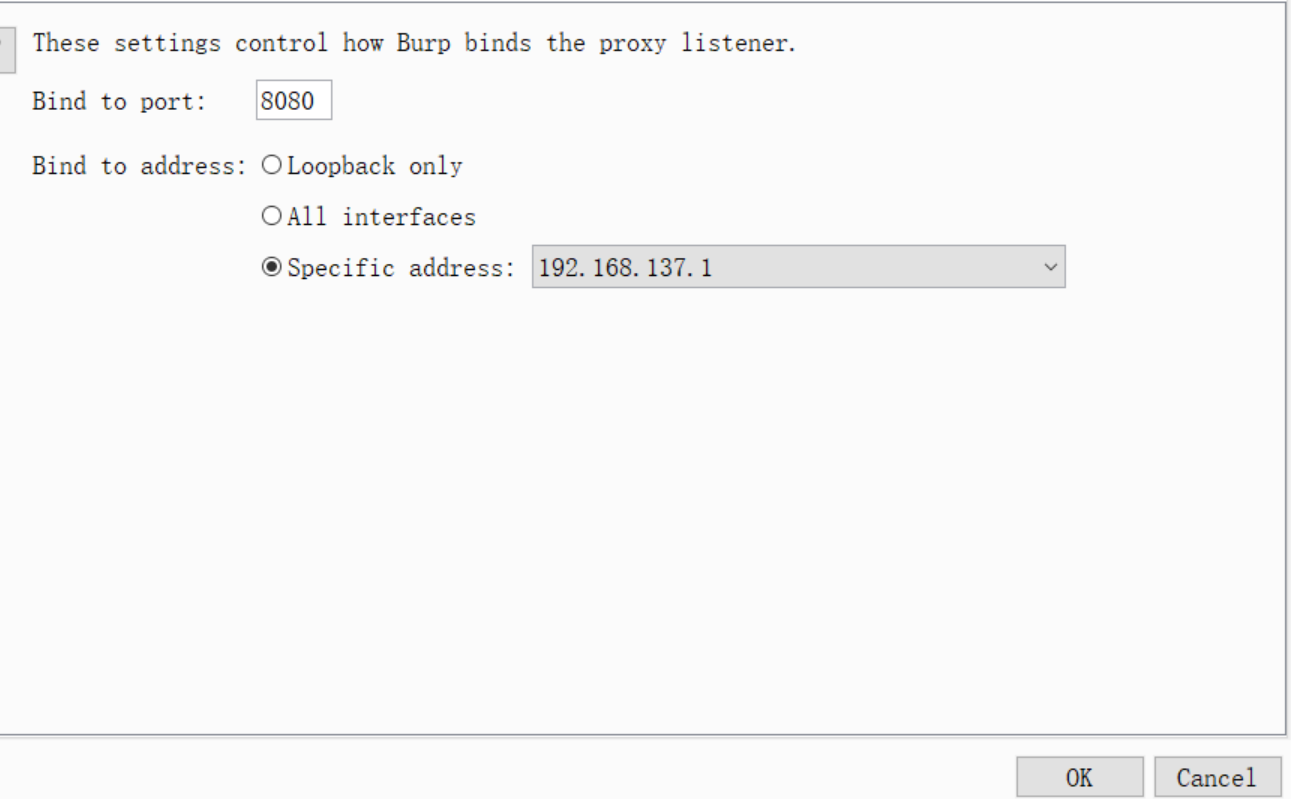 These settings control how Burp binds the proxy listener.
Bind to port: 8080
Bind to address: Loopback only
All interfaces
Specific address: 192.168.137.1
OK Cancel